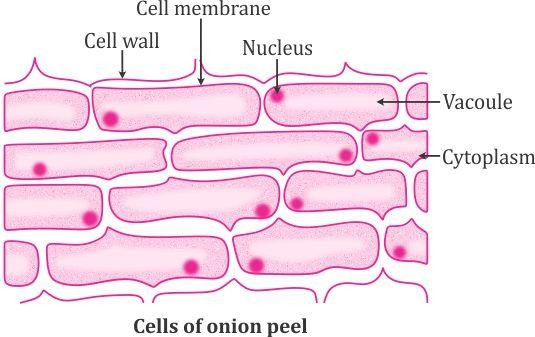 Cell membrane
Cell wall
Nucleus
Vacoule
Cytoplasm
Cells of onion peel